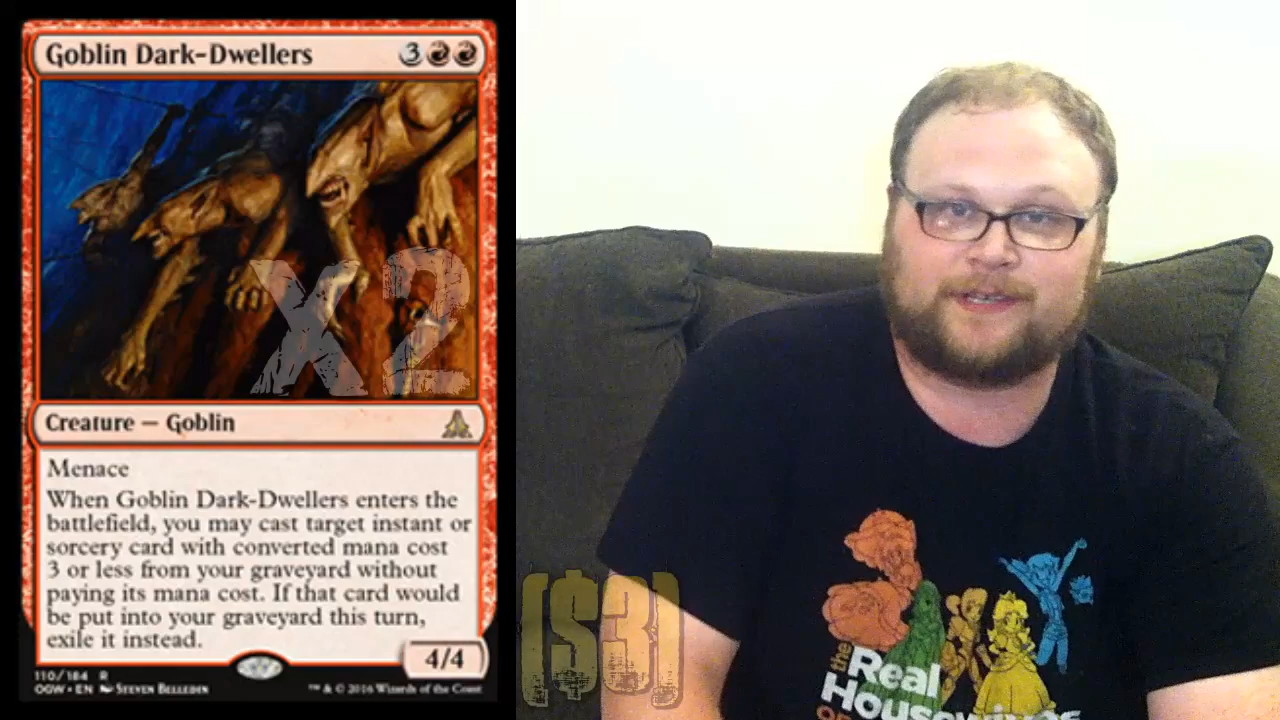 Goblin Dark-Dwellers 3
X2
Creature — Goblin
Menace
When Goblin Dark-Dwellers enters the
battlefield, you may cast target instant or
sorcery card with converted mana cost
3 or less from your graveyard without
paying its mana cost. If that card would
be put into your graveyard this turn,
exile it instead.
4/4
110/184 R
OGW • EN Steven Belledin
™ & © 2016 Wizards of the Coast
($3)
the
Real
Housewives